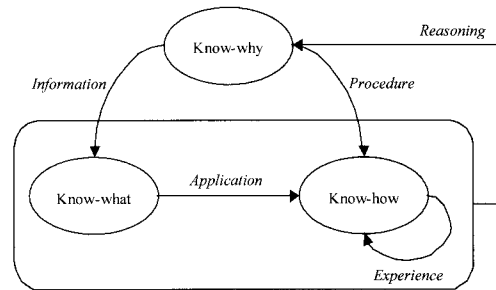 Reasoning
Know-why
Information
Procedure
Application
Know-what
Know-how
Experience